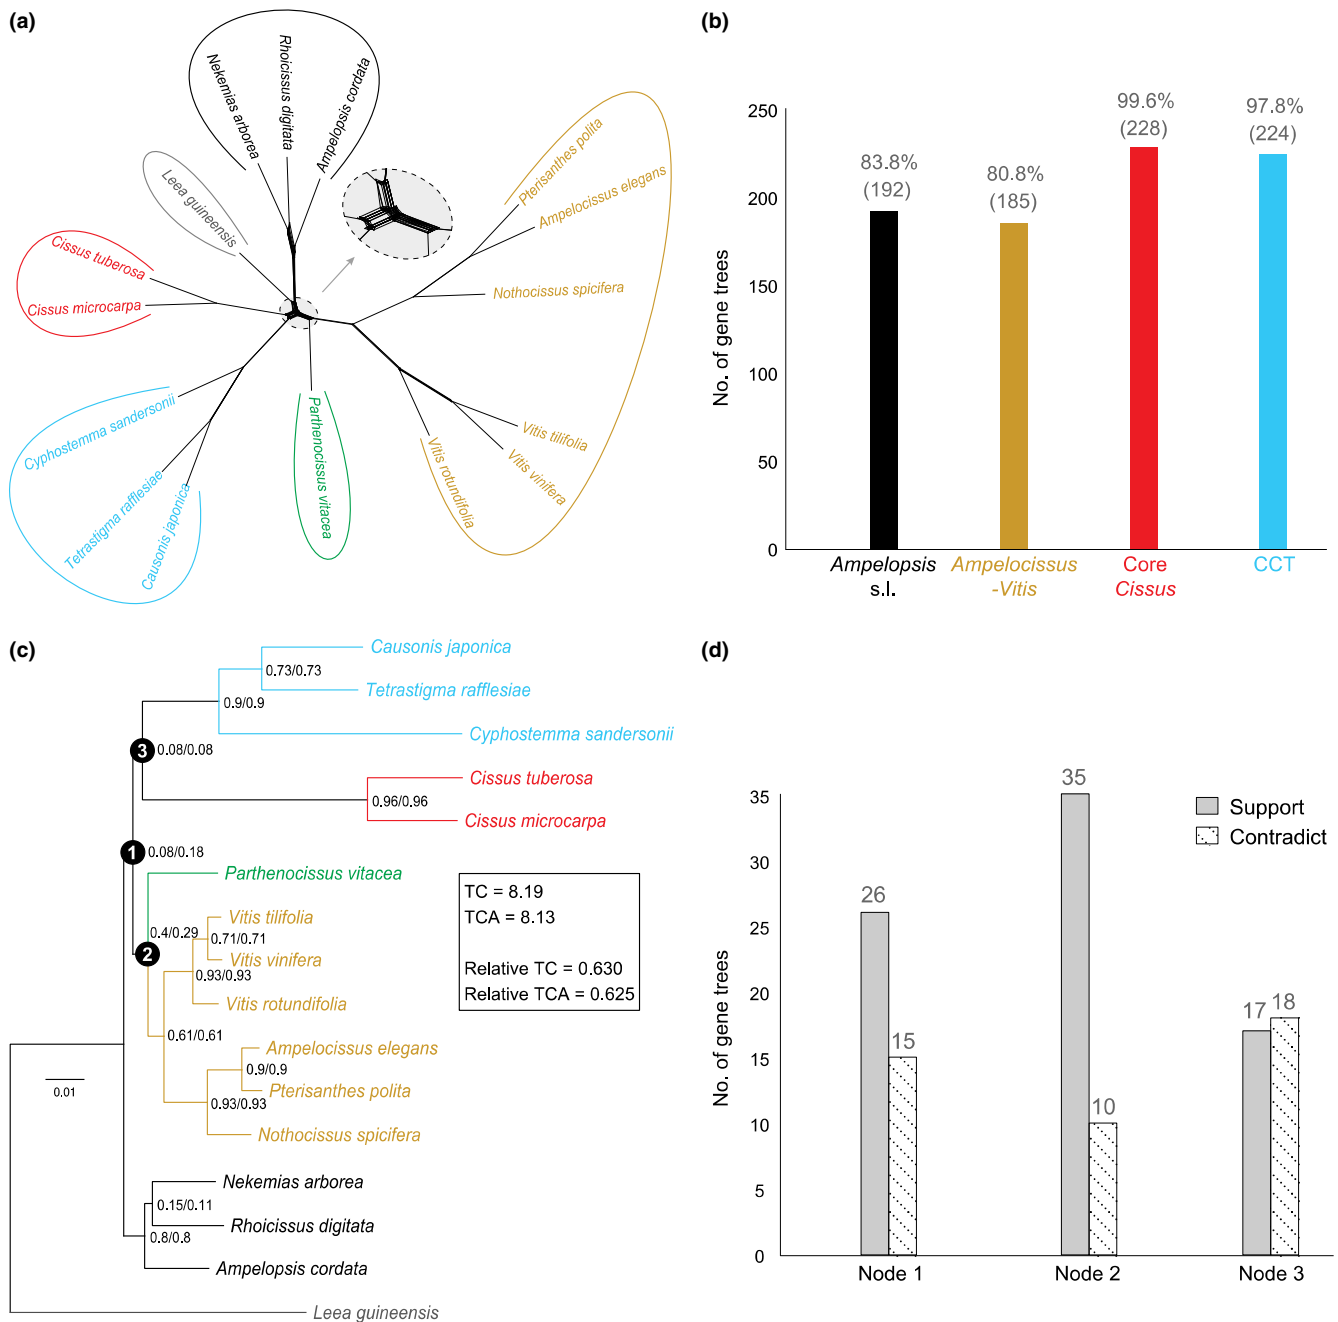 (a)
Nekemias arborea
Rhoicissus digitata
Ampelopsis cordata
Leea guineensis
Cissus tuberosa
Cissus microcarpa
Cyphostemma sandersonii
Tetrastigma rafflesiae
Causonis japonica
Parthenocissus vitacea
Vitis rotundifolia
Vitis vinifera
Vitis tilifolia
Nothocissus spicifera
Ampelocissus elegans
Pterisanthes polita
(b)
No. of gene trees
250
200
150
100
50
0
83.8%
(192)
80.8%
(185)
99.6%
(228)
97.8%
(224)
Ampelopsis
s.l.
Ampelocissus
-Vitis
Core
Cissus
CCT
(c)
Causonis japonica
0.73/0.73
Tetrastigma rafflesiae
0.9/0.9
Cyphostemma sandersonii
3
0.08/0.08
Cissus tuberosa
0.96/0.96
Cissus microcarpa
1
0.08/0.18
Parthenocissus vitacea
Vitis tilifolia
0.4/0.29
0.71/0.71
2
Vitis vinifera
0.93/0.93
Vitis rotundifolia
0.61/0.61
Ampelocissus elegans
0.9/0.9
Pterisanthes polita
0.93/0.93
Nothocissus spicifera
Nekemias arborea
0.15/0.11
Rhoicissus digitata
0.8/0.8
Ampelopsis cordata
Leea guineensis
0.01
TC = 8.19
TCA = 8.13
Relative TC = 0.630
Relative TCA = 0.625
(d)
No. of gene trees
35
30
25
20
15
10
5
0
26
15
35
10
17
18
Support
Contradict
Node 1
Node 2
Node 3